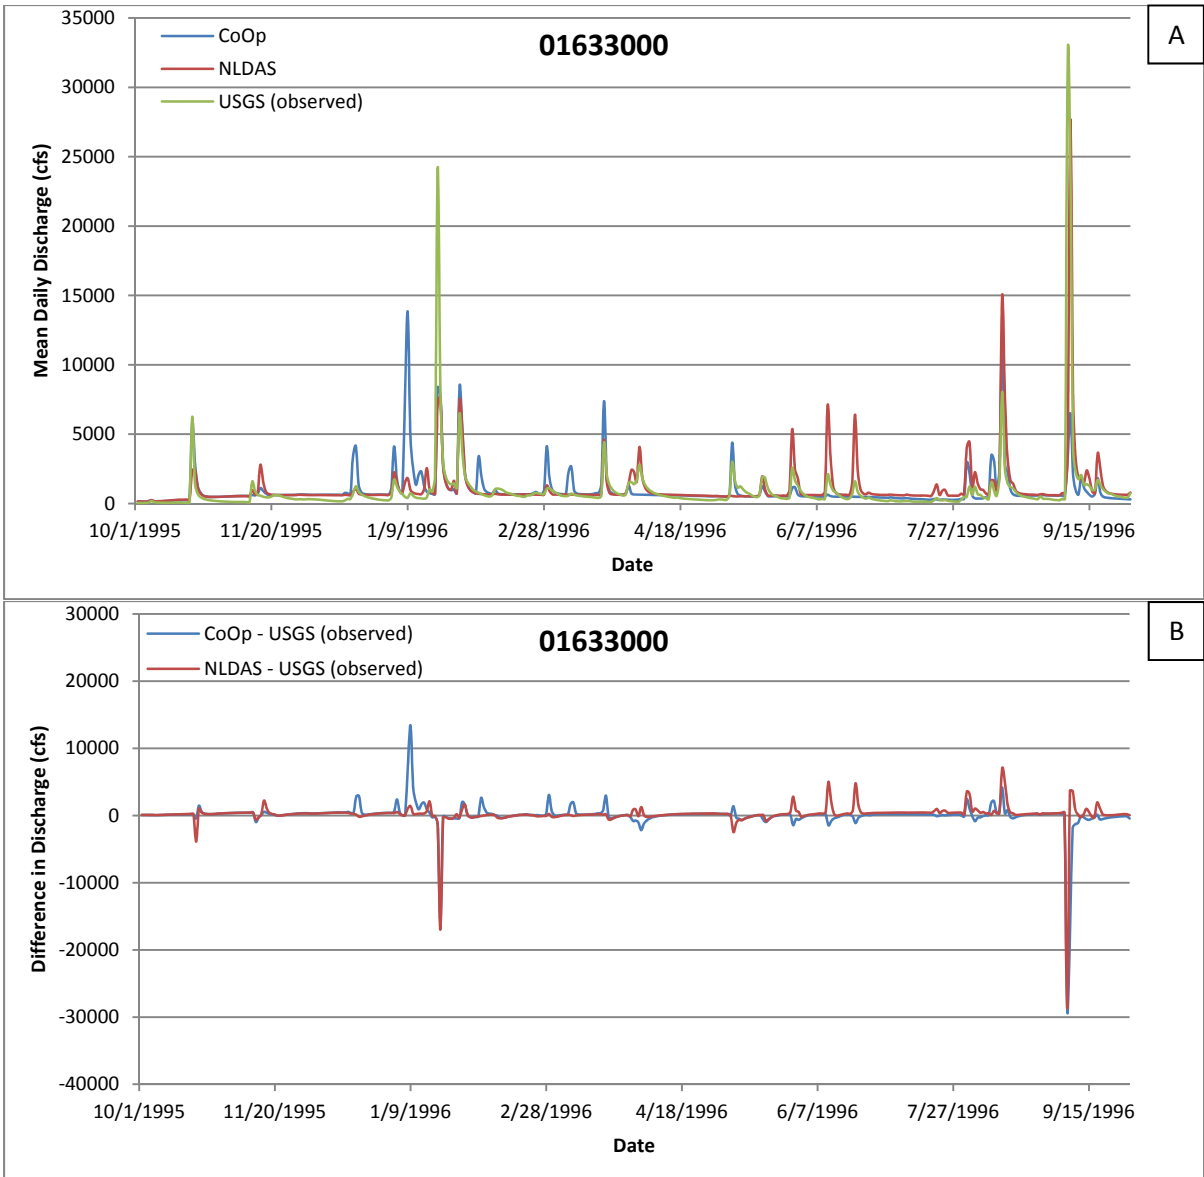 A
01633000
CoOp
NLDAS
USGS (observed)
Mean Daily Discharge (cfs)
35000
30000
25000
20000
15000
10000
5000
0
10/1/1995 11/20/1995 1/9/1996 2/28/1996 4/18/1996 6/7/1996 7/27/1996 9/15/1996
Date
B
01633000
CoOp - USGS (observed)
NLDAS - USGS (observed)
Difference in Discharge (cfs)
30000
20000
10000
0
-10000
-20000
-30000
-40000
10/1/1995 11/20/1995 1/9/1996 2/28/1996 4/18/1996 6/7/1996 7/27/1996 9/15/1996
Date